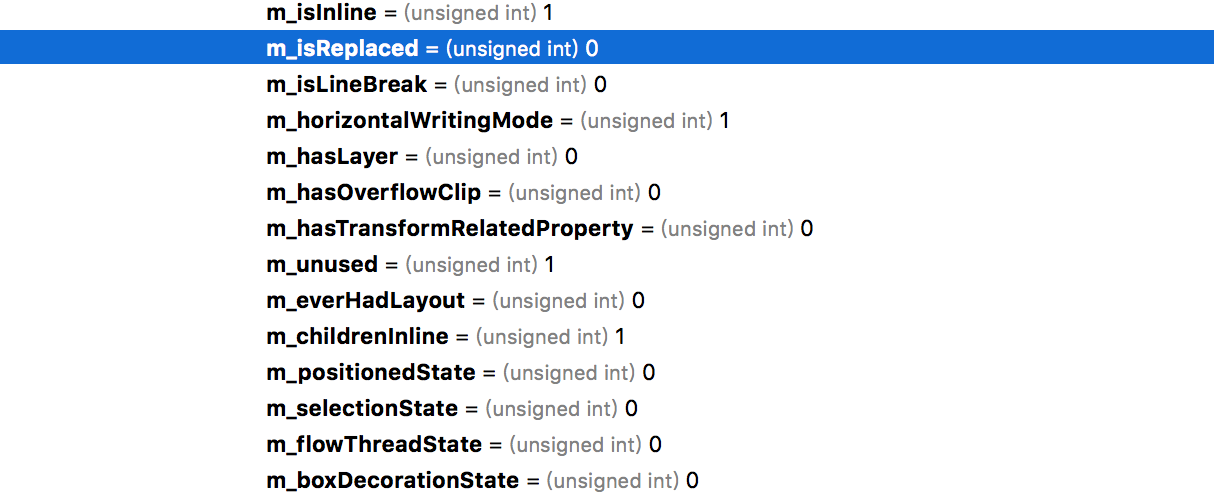 m_isInline = (unsigned int) 1
m_isReplaced = (unsigned int) 0
m_isLineBreak = (unsigned int) 0
m_horizontalWritingMode = (unsigned int) 1
m_hasLayer = (unsigned int) 0
m_hasOverflowClip = (unsigned int) 0
m_hasTransformRelatedProperty = (unsigned int) 0
m_unused = (unsigned int) 1
m_everHadLayout = (unsigned int) 0
m_childrenInline = (unsigned int) 1
m_positionedState = (unsigned int) 0
m_selectionState = (unsigned int) 0
m_flowThreadState = (unsigned int) 0
m_boxDecorationState = (unsigned int) 0